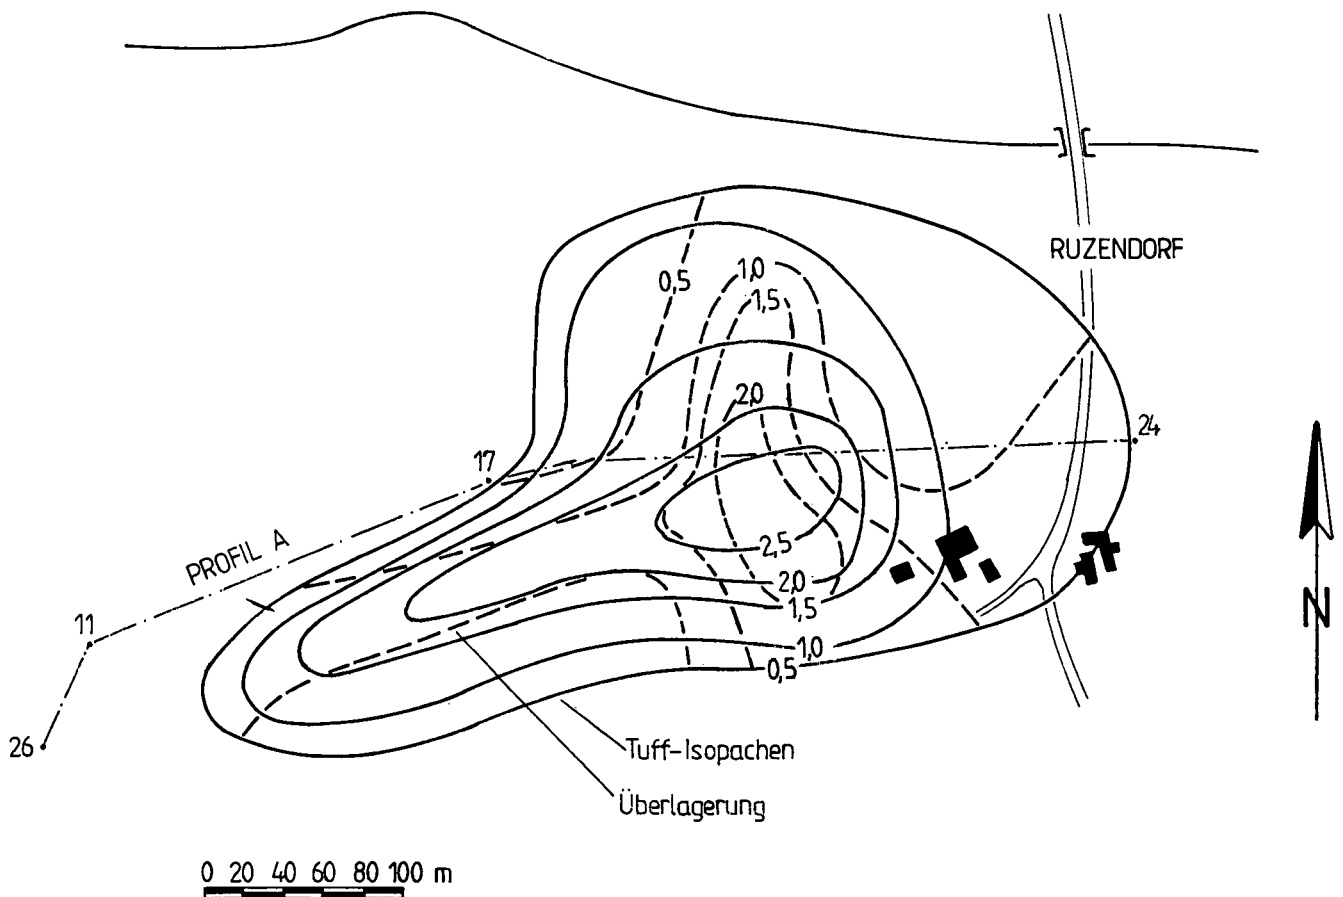 RUZENDORF
0,5
1,0
1,5
2,0
24
17
PROFIL A
2,5
2,0
1,5
11
1,0
0,5
N
26
Tuff-Isopachen
Überlagerung
0 20 40 60 80 100 m